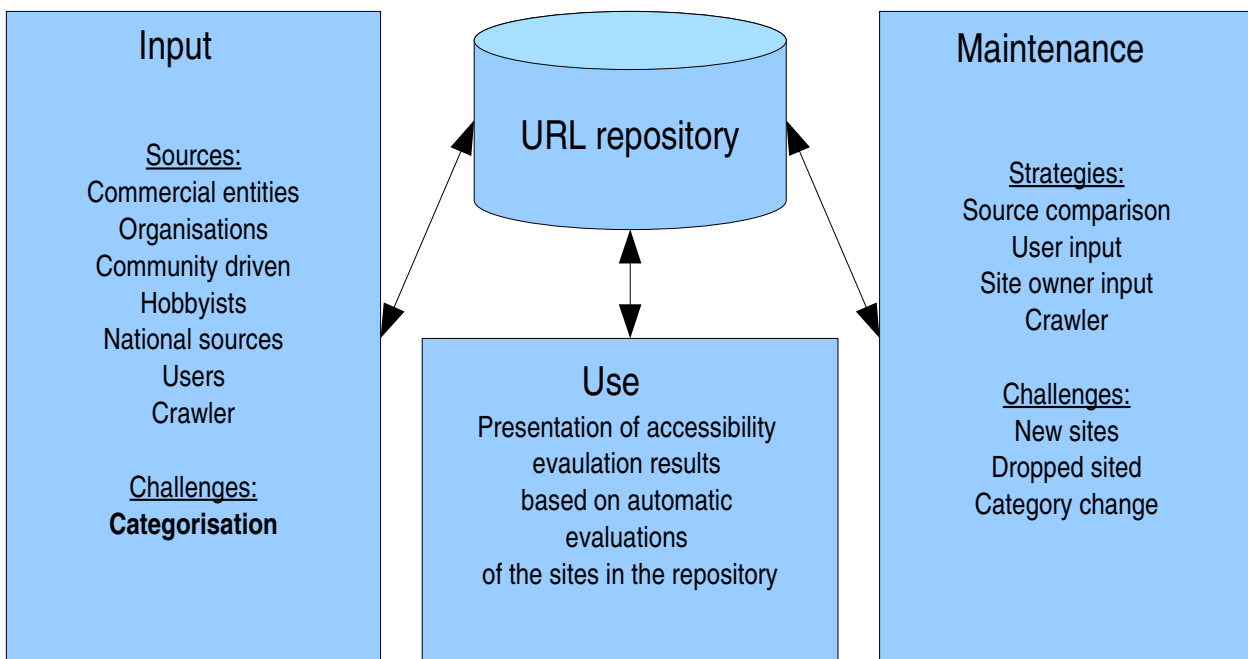 Input
Sources:
Commercial entities
Organisations
Community driven
Hobbyists
National sources
Users
Crawler
Challenges:
Categorisation
URL repository
Use
Presentation of accessibility
evaulation results
based on automatic
evaluations
of the sites in the repository
Maintenance
Strategies:
Source comparison
User input
Site owner input
Crawler
Challenges:
New sites
Dropped sited
Category change